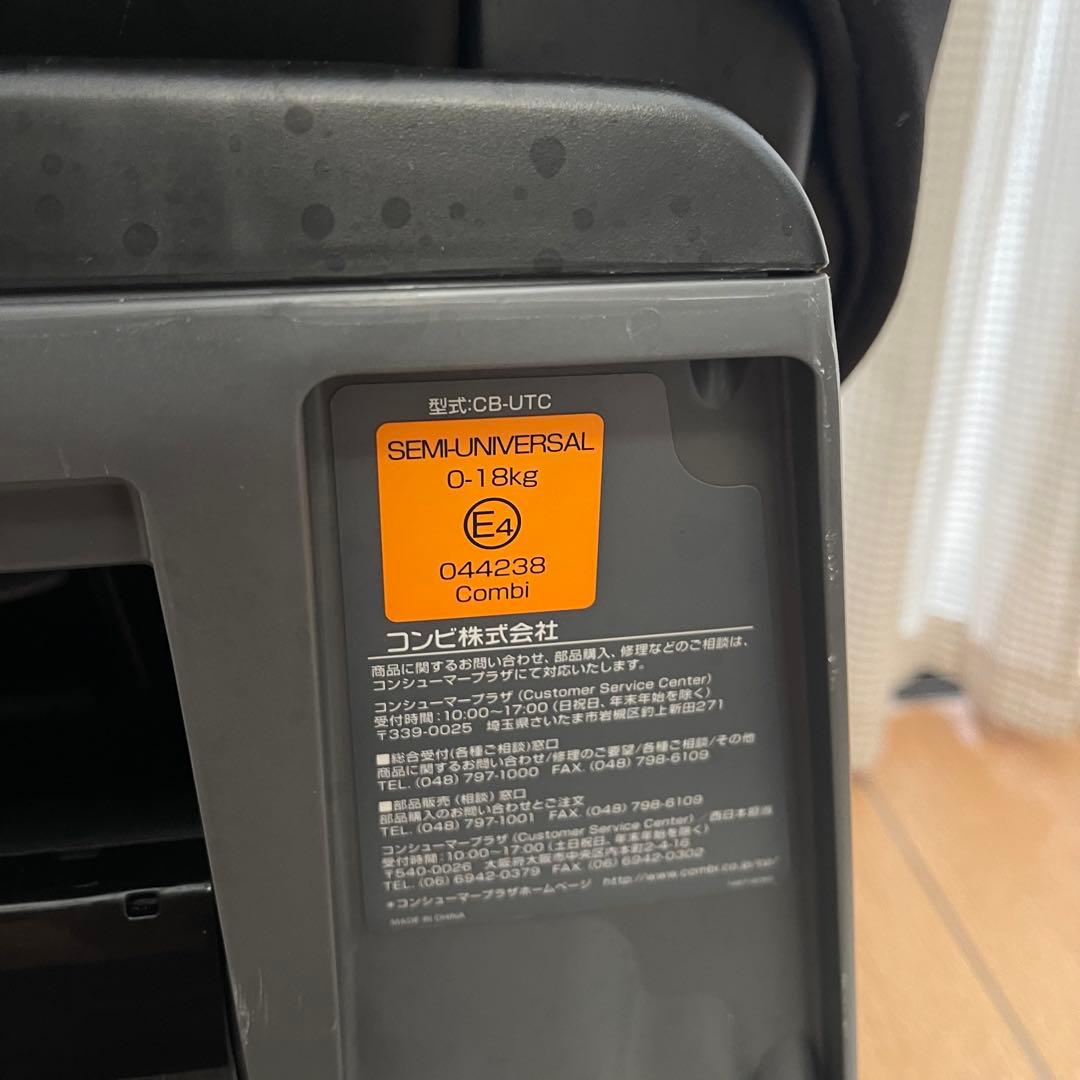 型式:CB-UTC
SEMI-UNIVERSAL
0-18kg
E4
044238
Combi
コンビ株式会社
商品に関するお問い合わせ、部品購入、修理などのご相談は、
コンシューマープラザにて対応いたします。
コンシューマープラザ (Customer Service Center)
受付時間:10:00〜17:00 (日祝日、年末年始を除く)
〒339-0025 埼玉県さいたま市岩槻区釣上新田271
■総合受付(各種ご相談)窓口
商品に関するお問い合わせ/修理のご要望/各種ご相談/その他
TEL. (048) 797-1000 FAX. (048) 798-6109
■部品販売 (相談) 窓口
部品購入のお問い合わせとご注文
TEL. (048) 797-1001 FAX. (048) 798-6109
コンシューマープラザ (Customer Service Center) / 西日本担当
受付時間:10:00〜17:00 (土日祝日、年末年始を除く)
〒540-0026 大阪府大阪市中央区内本町2-4-16
TEL. (06) 6942-0379 FAX (06) 6942-0302
*コンシューマープラザホームページ http://www.combi.co.jp/cp/
MADE IN CHINA